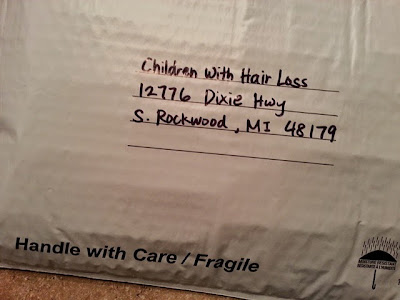 Children With Hair Loss
12776 Dixie Hwy
S. Rockwood, MI 48179
Handle with Care / Fragile